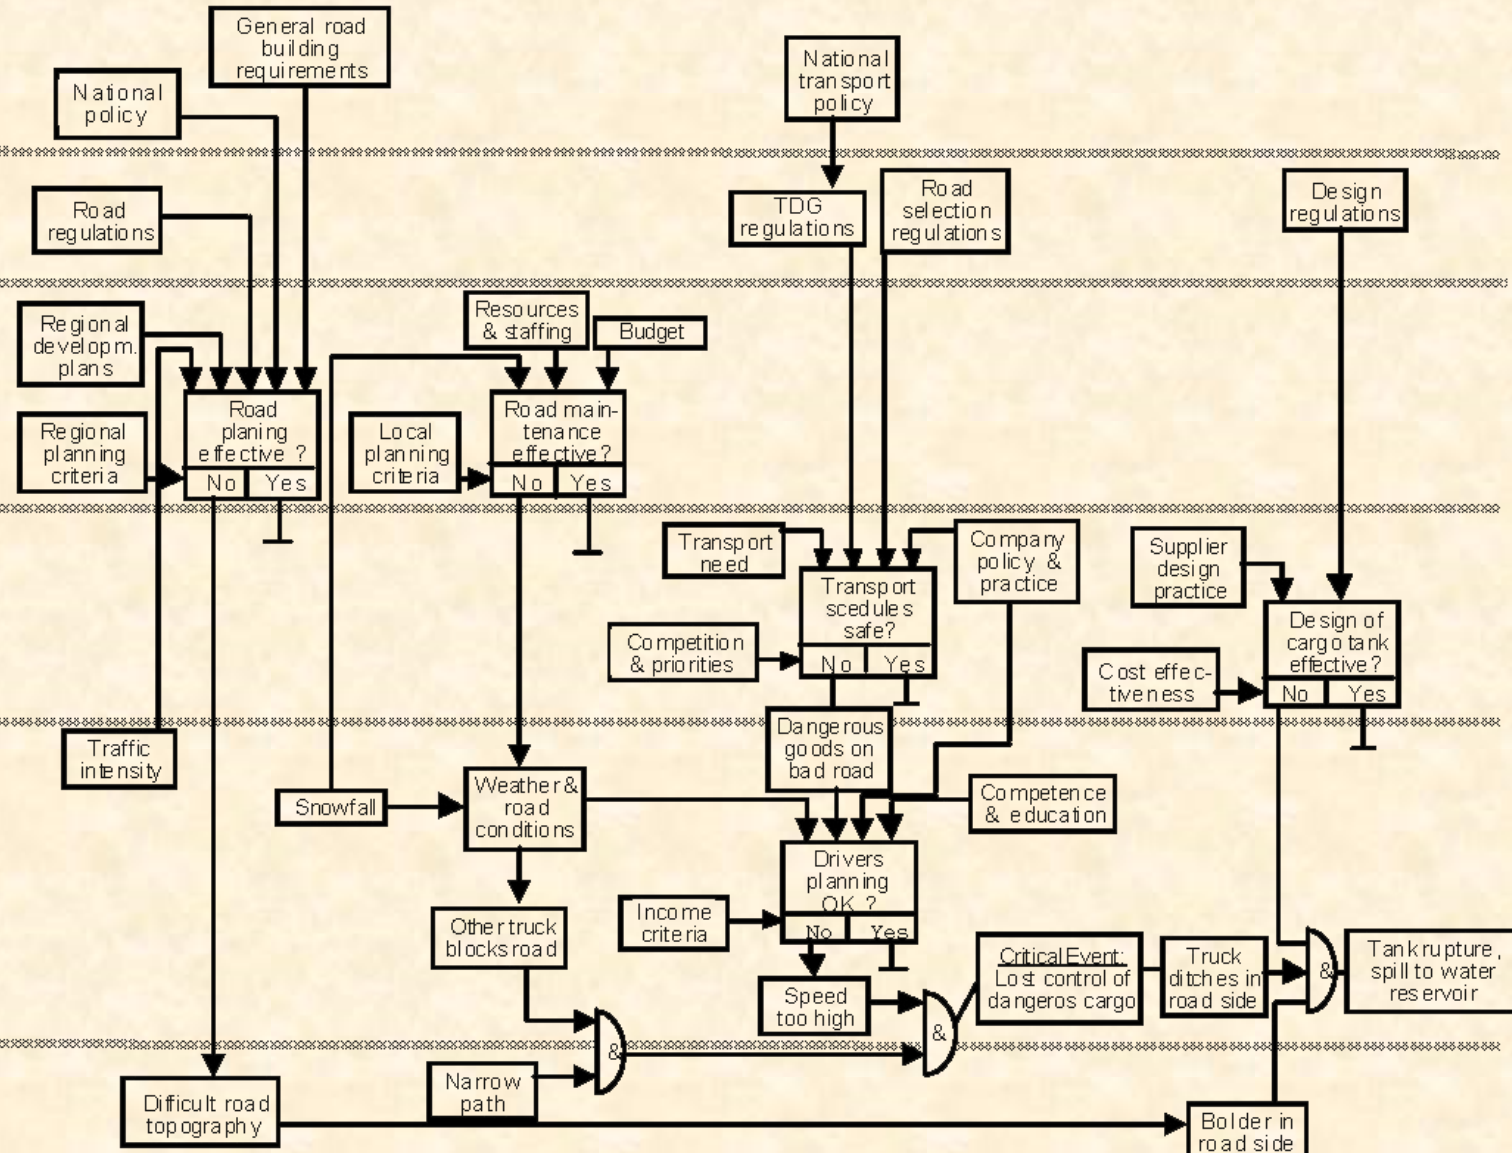 General road
building
requirements
National
policy
National
transport
policy
Road
regulations
TDG
regulations
Road
selection
regulations
Design
regulations
Regional
developm.
plans
Resources
& staffing
Budget
Regional
planning
criteria
Road
planing
effective ?
No Yes
Local
planning
criteria
Road main-
tenance
effective?
No Yes
Transport
need
Company
policy &
practice
Supplier
design
practice
Transport
scedules
safe?
No Yes
Competition
& priorities
Design of
cargo tank
effective ?
No Yes
Cost effec-
tiveness
Traffic
intensity
Dangerous
goods on
bad road
Snowfall
Weather &
road
conditions
Competence
& education
Drivers
planning
OK ?
No Yes
Income
criteria
Other truck
blocks road
Critical Event:
Lost control of
dangeros cargo
Truck
ditches in
road side
&
Tank rupture,
spill to water
reservoir
Speed
too high
&
&
Narrow
path
Difficult road
topography
Bolder in
road side